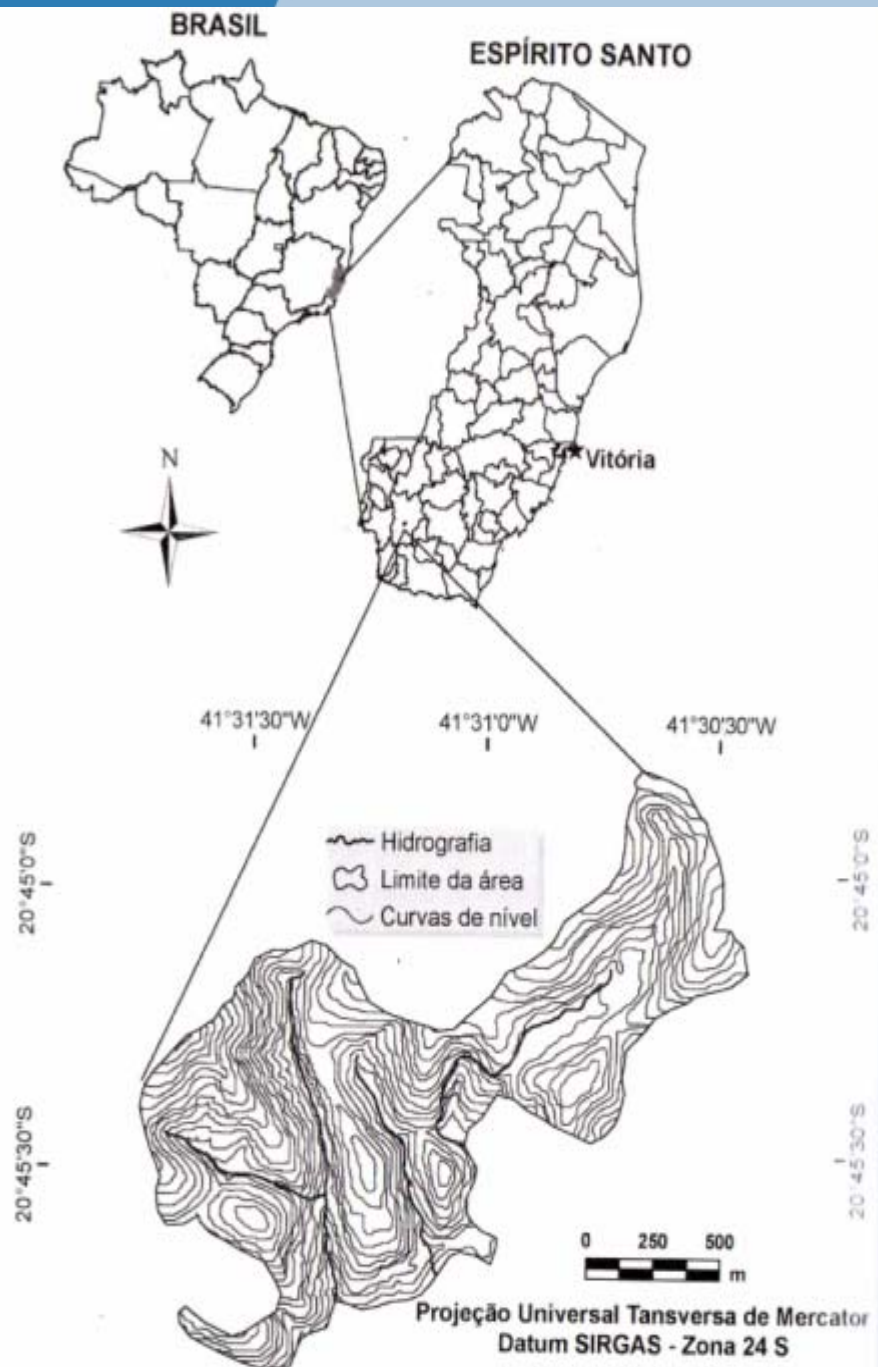 BRASIL
ESPÍRITO SANTO
Vitória
N
41°31'30"W
41°31'0"W
41°30'30"W
20°45'0"S
20°45'0"S
Hidrografia
Limite da área
Curvas de nível
20°45'30"S
20°45'30"S
0 250 500
m
Projeção Universal Tansversa de Mercator
Datum SIRGAS - Zona 24 S